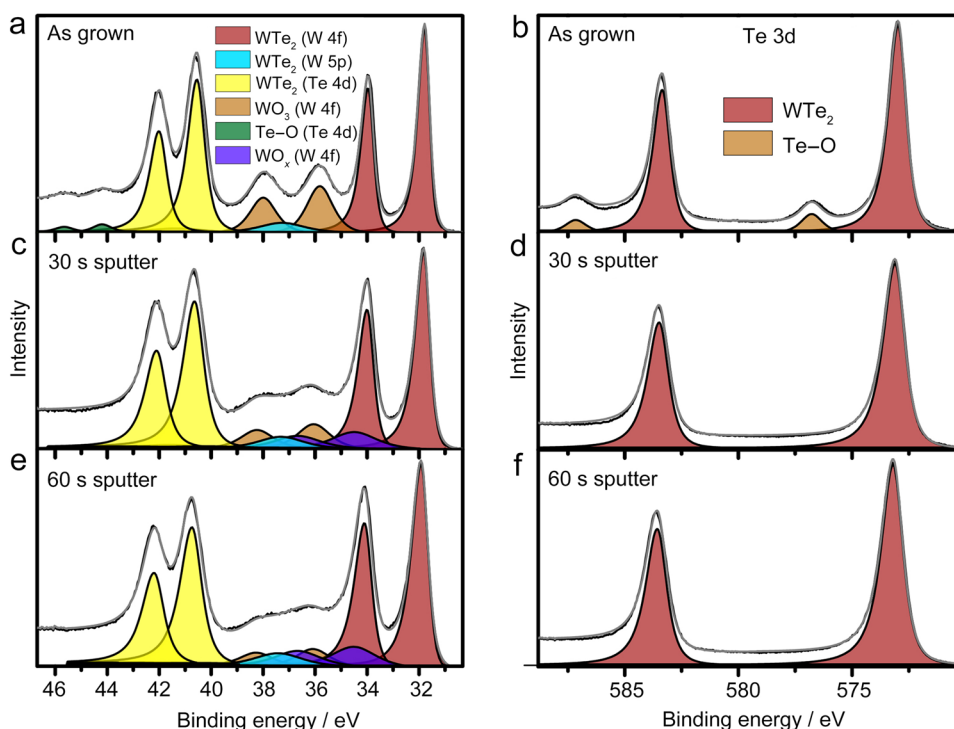 a
As grown
WTe₂ (W 4f)
WTe₂ (W 5p)
WTe₂ (Te 4d)
WO₃ (W 4f)
Te–O (Te 4d)
WOₓ (W 4f)
b
As grown
Te 3d
WTe₂
Te–O
c
30 s sputter
d
30 s sputter
e
60 s sputter
f
60 s sputter
Intensity
Intensity
46 44 42 40 38 36 34 32
Binding energy / eV
585 580 575
Binding energy / eV